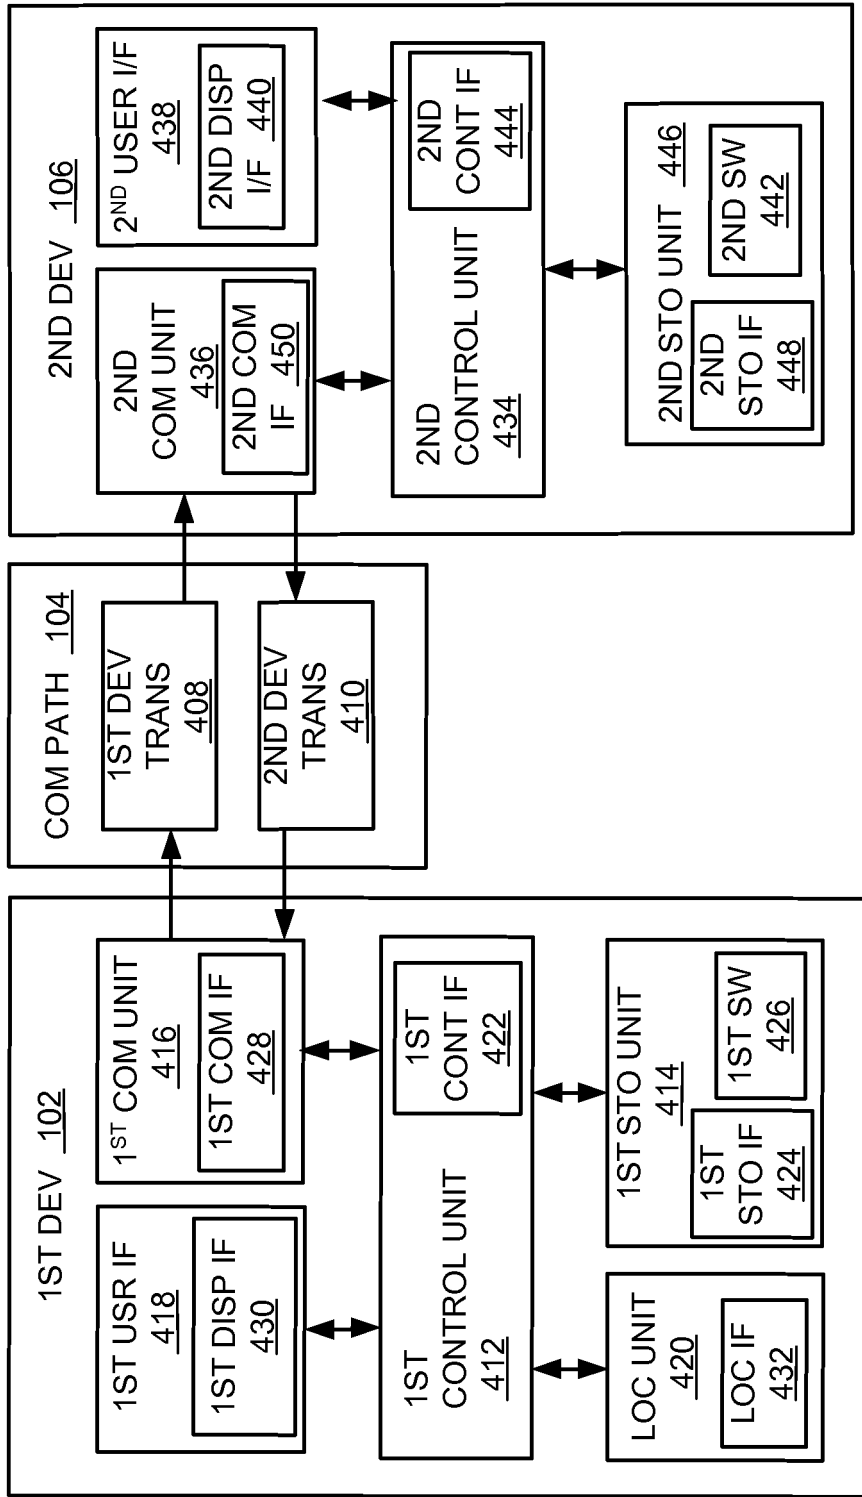 1ST DEV 102
1ST USR IF
418
1ST DISP IF
430
1ST COM UNIT
416
1ST COM IF
428
1ST
CONTROL UNIT
412
1ST
CONT IF
422
LOC UNIT
420
LOC IF
432
1ST STO UNIT
414
1ST
STO IF
424
1ST SW
426
COM PATH 104
1ST DEV
TRANS
408
2ND DEV
TRANS
410
2ND DEV 106
2ND
COM UNIT
436
2ND COM
IF 450
2ND USER I/F
438
2ND DISP
I/F 440
2ND
CONTROL UNIT
434
2ND
CONT IF
444
2ND STO UNIT 446
2ND
STO IF
448
2ND SW
442